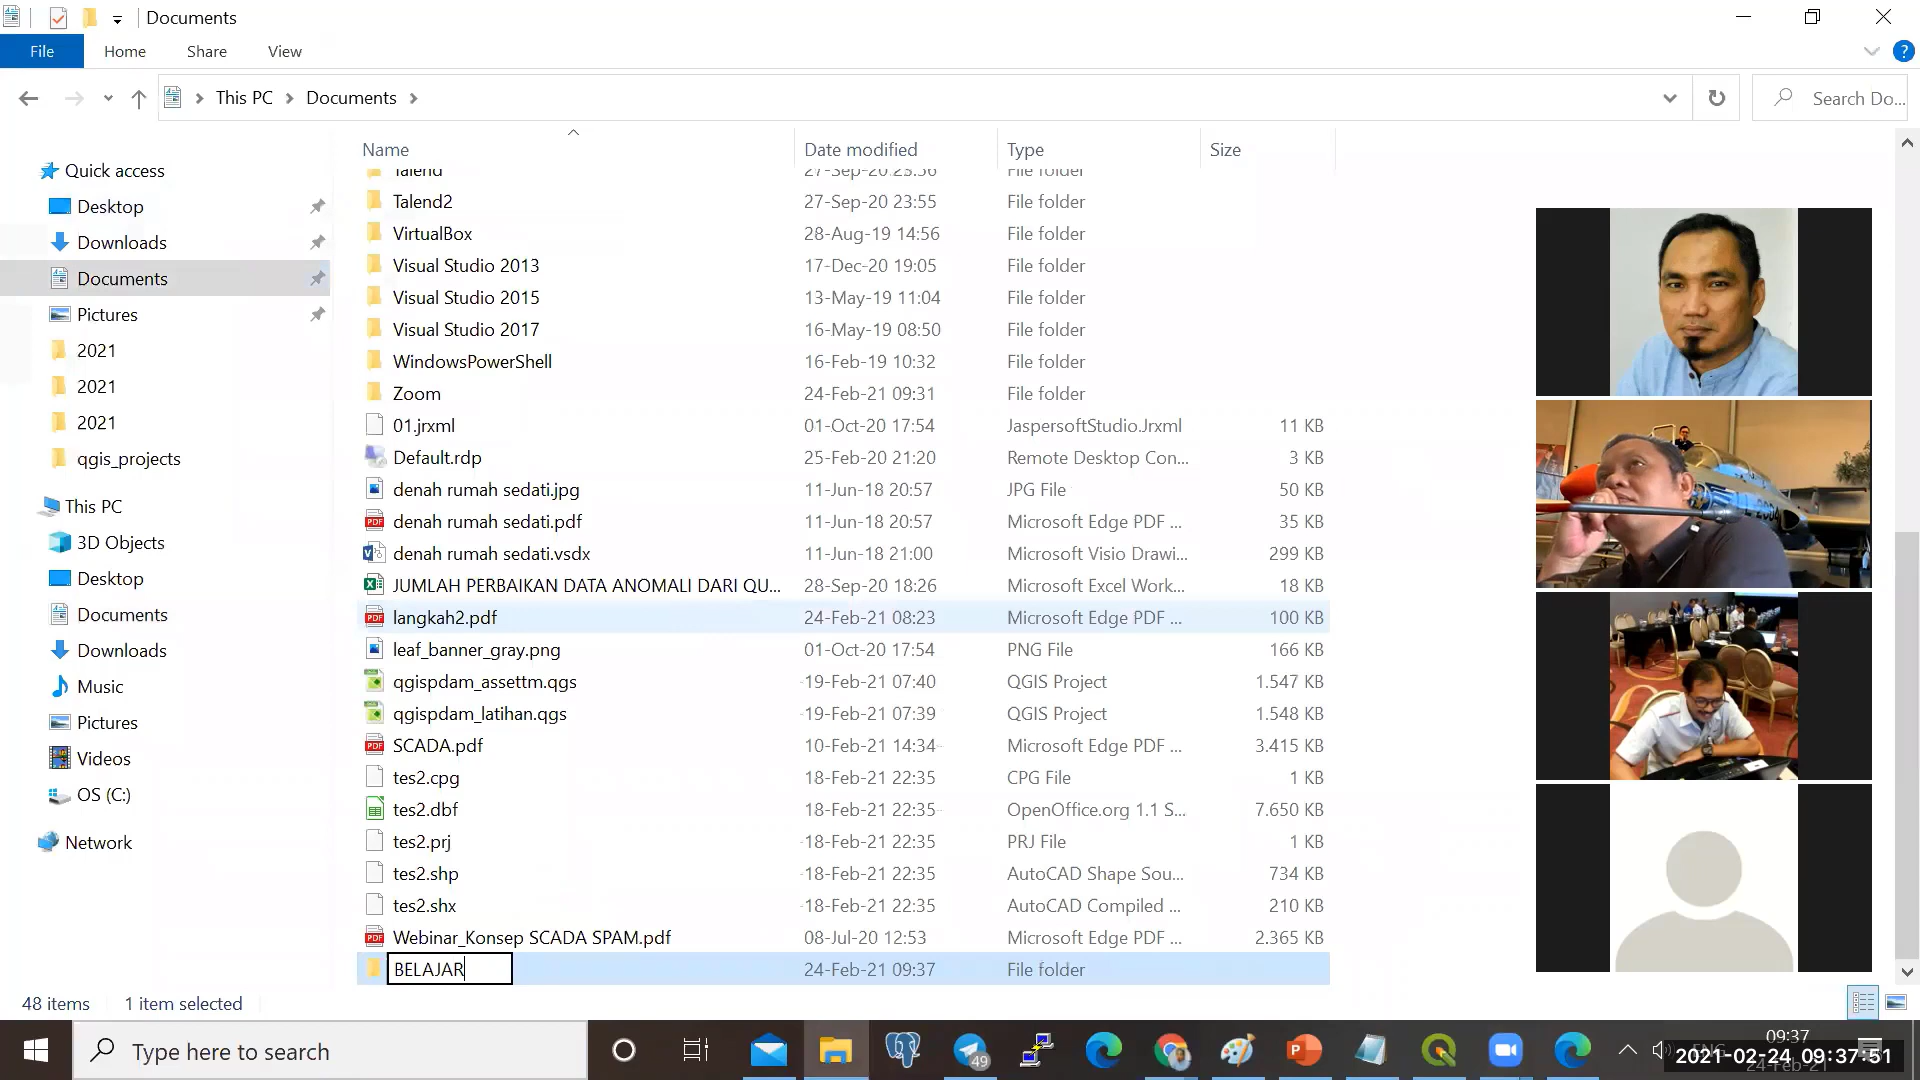 Documents
File Home Share View
This PC Documents Search Do...
Name Date modified Type Size
Quick access
Desktop
Downloads
Documents
Pictures
2021
2021
2021
qgis_projects
This PC
3D Objects
Desktop
Documents
Downloads
Music
Pictures
Videos
OS (C:)
Network
Talend 27-Sep-20 23:56 File folder
Talend2 27-Sep-20 23:55 File folder
VirtualBox 28-Aug-19 14:56 File folder
Visual Studio 2013 17-Dec-20 19:05 File folder
Visual Studio 2015 13-May-19 11:04 File folder
Visual Studio 2017 16-May-19 08:50 File folder
WindowsPowerShell 16-Feb-19 10:32 File folder
Zoom 24-Feb-21 09:31 File folder
01.jrxml 01-Oct-20 17:54 JaspersoftStudio.Jrxml 11 KB
Default.rdp 25-Feb-20 21:20 Remote Desktop Con... 3 KB
denah rumah sedati.jpg 11-Jun-18 20:57 JPG File 50 KB
denah rumah sedati.pdf 11-Jun-18 20:57 Microsoft Edge PDF ... 35 KB
denah rumah sedati.vsdx 11-Jun-18 21:00 Microsoft Visio Drawi... 299 KB
JUMLAH PERBAIKAN DATA ANOMALI DARI QU... 28-Sep-20 18:26 Microsoft Excel Work... 18 KB
langkah2.pdf 24-Feb-21 08:23 Microsoft Edge PDF ... 100 KB
leaf_banner_gray.png 01-Oct-20 17:54 PNG File 166 KB
qgispdam_assettm.qgs 19-Feb-21 07:40 QGIS Project 1.547 KB
qgispdam_latihan.qgs 19-Feb-21 07:39 QGIS Project 1.548 KB
SCADA.pdf 10-Feb-21 14:34 Microsoft Edge PDF ... 3.415 KB
tes2.cpg 18-Feb-21 22:35 CPG File 1 KB
tes2.dbf 18-Feb-21 22:35 OpenOffice.org 1.1 S... 7.650 KB
tes2.prj 18-Feb-21 22:35 PRJ File 1 KB
tes2.shp 18-Feb-21 22:35 AutoCAD Shape Sou... 734 KB
tes2.shx 18-Feb-21 22:35 AutoCAD Compiled ... 210 KB
Webinar_Konsep SCADA SPAM.pdf 08-Jul-20 12:53 Microsoft Edge PDF ... 2.365 KB
BELAJAR 24-Feb-21 09:37 File folder
48 items 1 item selected
Type here to search
49
09:37
2021-02-24 09:37:51